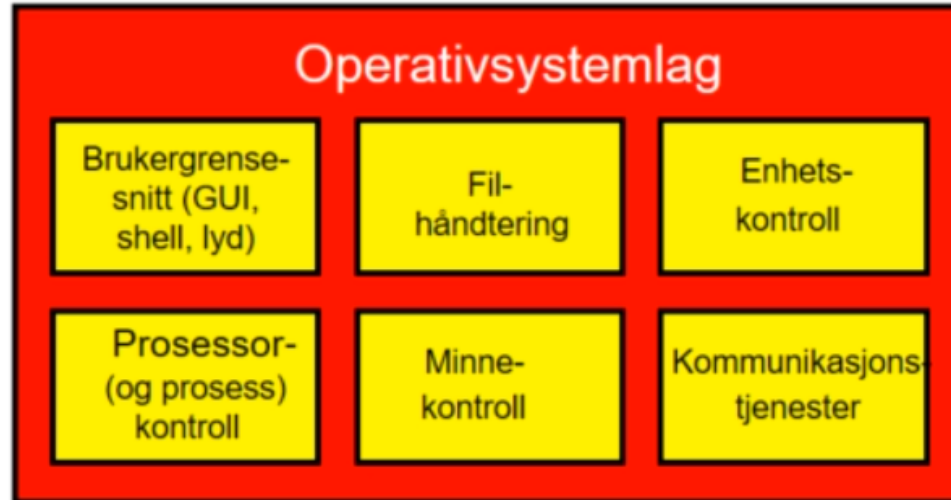 Operativsystemlag
Brukergrense-
snitt (GUI,
shell, lyd)
Fil-
håndtering
Enhets-
kontroll
Prosessor-
(og prosess)
kontroll
Minne-
kontroll
Kommunikasjons-
tjenester